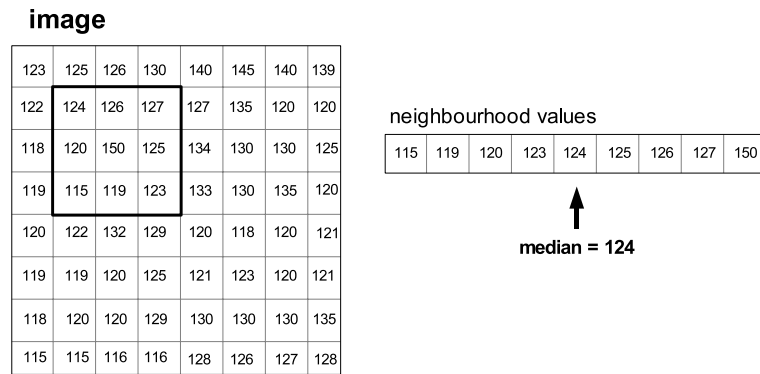 image
123 125 126 130 140 145 140 139
122 124 126 127 127 135 120 120
118 120 150 125 134 130 130 125
119 115 119 123 133 130 135 120
120 122 132 129 120 118 120 121
119 119 120 125 121 123 120 121
118 120 120 129 130 130 130 135
115 115 116 116 128 126 127 128
neighbourhood values
115 119 120 123 124 125 126 127 150
median = 124